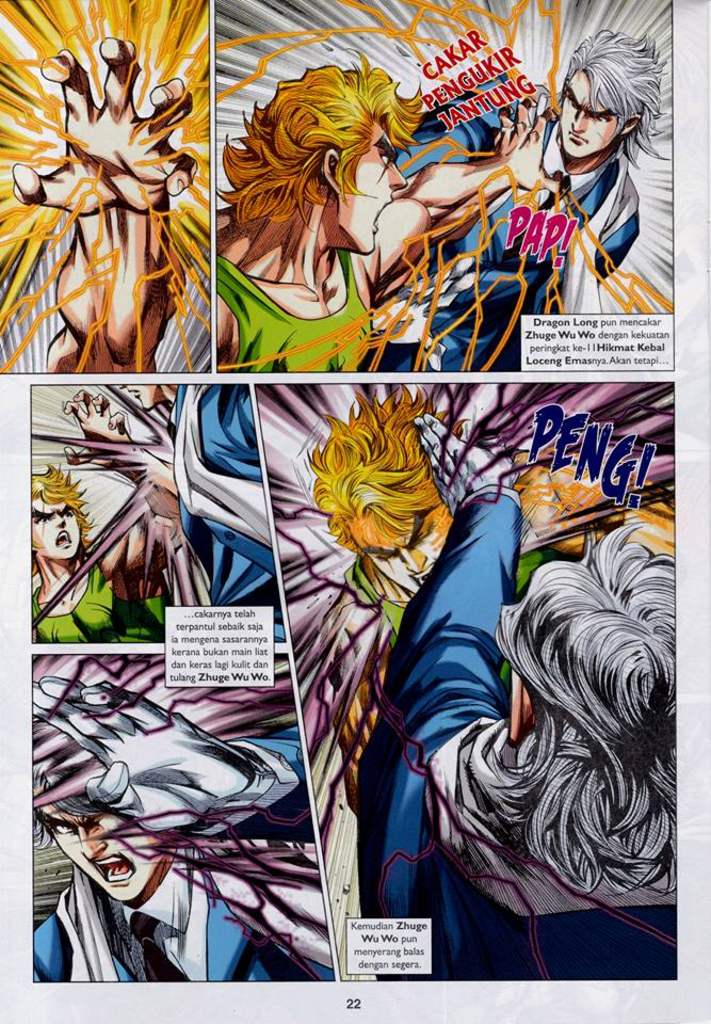 CAKAR
PENGUKIR
JANTUNG
PAP!
Dragon Long pun mencakar
Zhuge Wu Wo dengan kekuatan
peringkat ke-11Hikmat Kebal
Loceng Emasnya. Akan tetapi...
...cakarnya telah
terpantul sebaik saja
ia mengena sasarannya
kerana bukan main liat
dan keras lagi kulit dan
tulang Zhuge Wu Wo.
PENG!
Kemudian Zhuge
Wu Wo pun
menyerang balas
dengan segera.
22